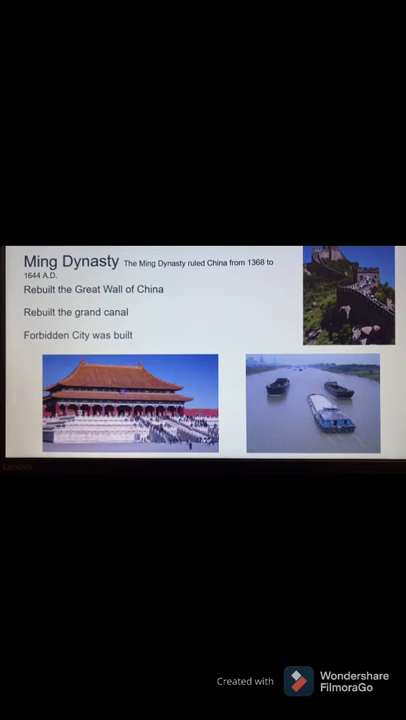 Ming Dynasty The Ming Dynasty ruled China from 1368 to
1644 A.D.
Rebuilt the Great Wall of China
Rebuilt the grand canal
Forbidden City was built
Lenovo
Created with
Wondershare
FilmoraGo